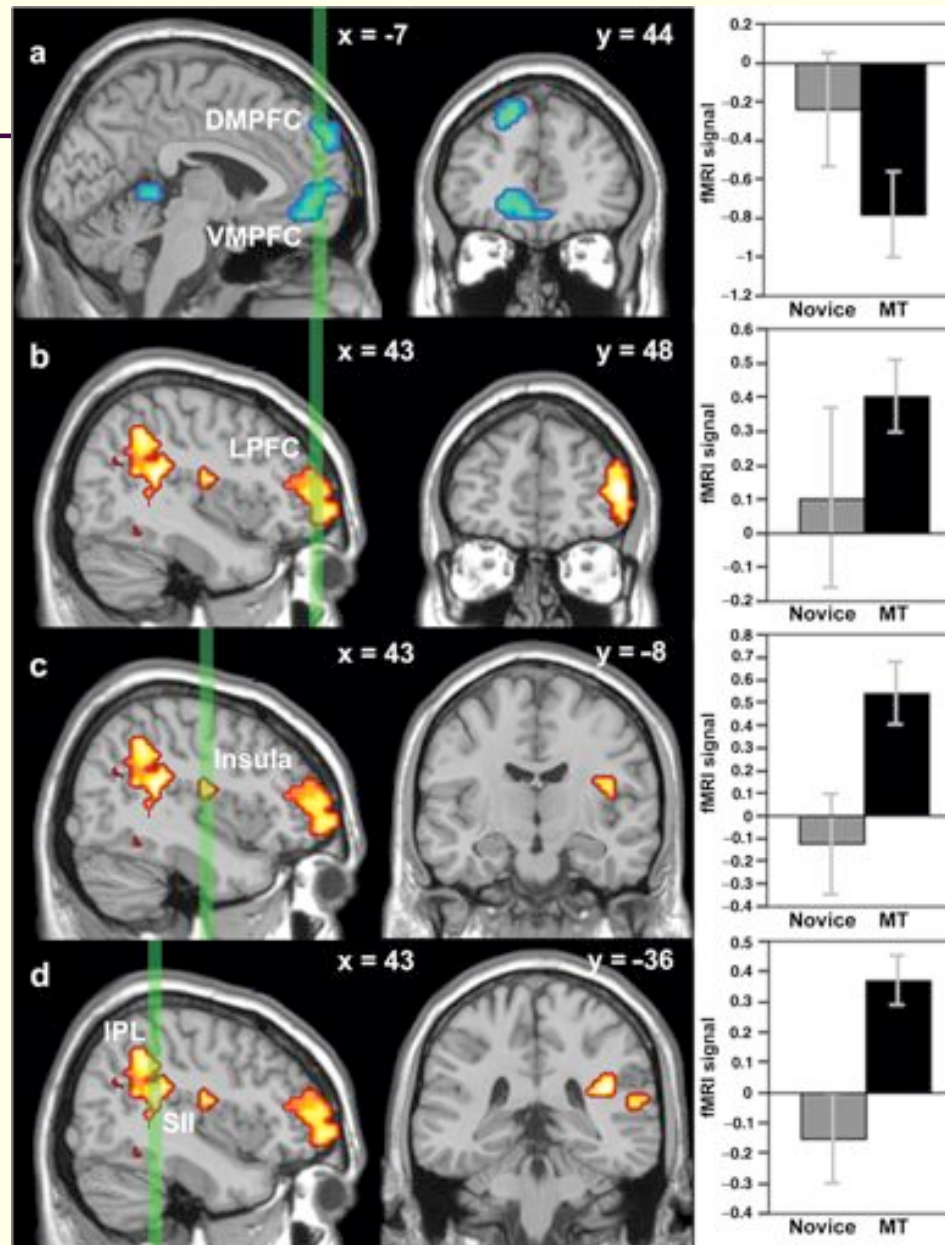 a
x = -7
y = 44
DMPFC
VMPFC
0.2
0
–0.2
–0.4
–0.6
–0.8
–1
–1.2
fMRI signal
Novice MT
b
x = 43
y = 48
LPFC
0.6
0.5
0.4
0.3
0.2
0.1
0
–0.1
–0.2
fMRI signal
Novice MT
c
x = 43
y = -8
Insula
0.8
0.7
0.6
0.5
0.4
0.3
0.2
0.1
0
–0.1
–0.2
–0.3
–0.4
fMRI signal
Novice MT
d
x = 43
y = -36
IPL
SII
0.5
0.4
0.3
0.2
0.1
0
–0.1
–0.2
–0.3
–0.4
fMRI signal
Novice MT